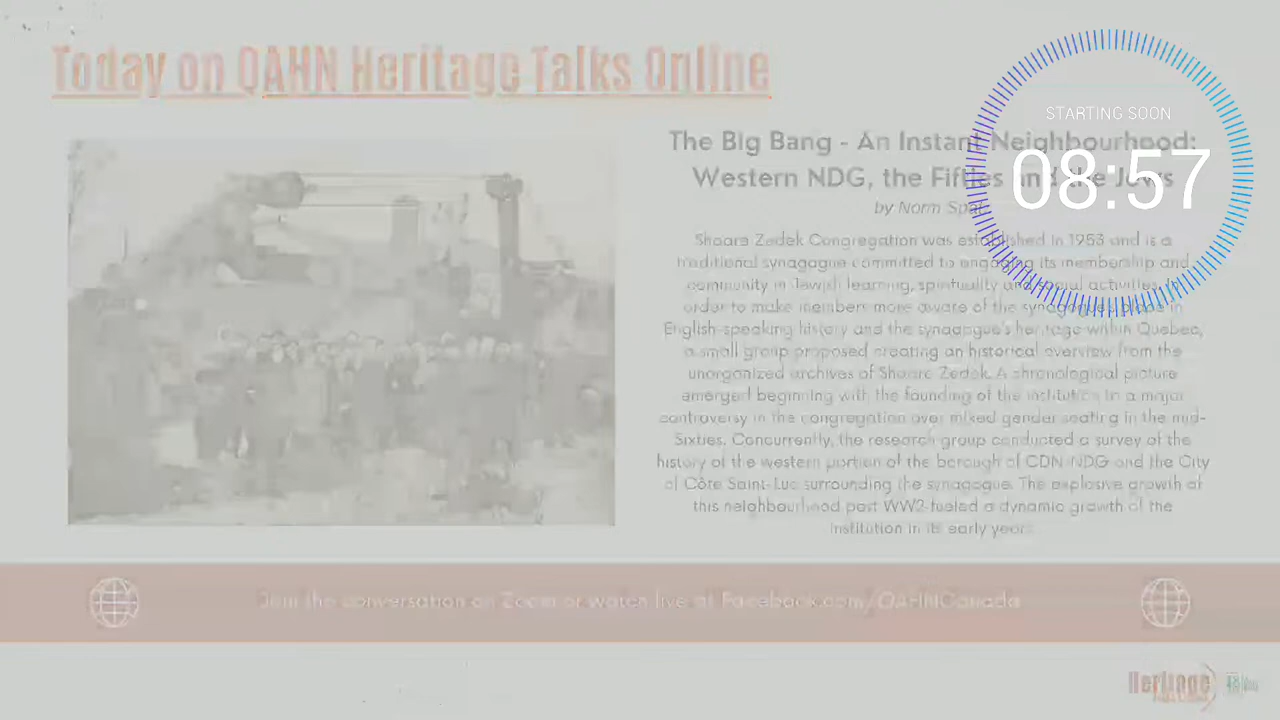 Today on QAHN Heritage Talks Online
STARTING SOON
08:57
The Big Bang - An Instant Neighbourhood:
Western NDG, the Fifties and the Jews
by Norm
Shaare Zedek Congregation was established in 1953 and is a
traditional synagogue committed to engaging its membership and
community in Jewish learning, spirituality and social activities. In
order to make members more aware of the synagogue's place in
English-speaking history and the synagogue's heritage within Quebec,
a small group proposed creating an historical overview from the
unorganized archives of Shaare Zedek. A chronological picture
emerged beginning with the founding of the institution to a major
controversy in the congregation over mixed gender seating in the mid-
Sixties. Concurrently, the research group conducted a survey of the
history of the western portion of the borough of CDN-NDG and the City
of Côte Saint-Luc surrounding the synagogue. The explosive growth of
this neighbourhood post WW2 fueled a dynamic growth of the
institution in its early years.
Join the conversation on Zoom or watch live at Facebook.com/QAHNCanada
Heritage